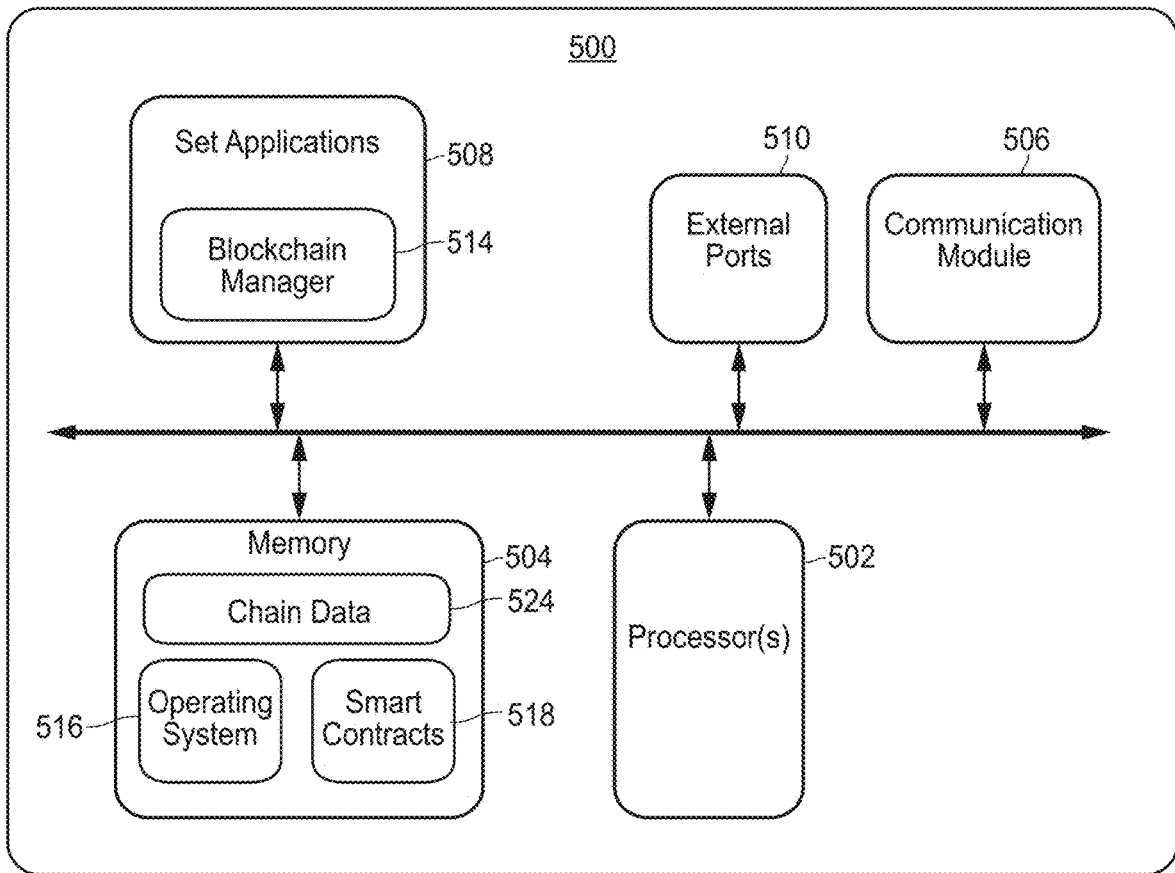 500
Set Applications
508
Blockchain
Manager
514
External
Ports
510
Communication
Module
506
Memory
504
Chain Data
524
Operating
System
516
Smart
Contracts
518
Processor(s)
502